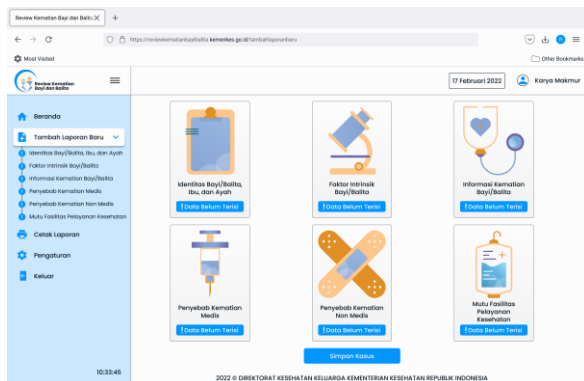 Review Kematian Bayi dan Balita
https://reviewkematianbayibalita.kemenkes.go.id/tambahlaporanbaru
Most Visited
Other Bookmarks
Review Kematian
Bayi dan Balita
17 Februari 2022
Karya Makmur
Beranda
Tambah Laporan Baru
Identitas Bayi/Balita, Ibu, dan Ayah
Faktor Intrinsik Bayi/Balita
Informasi Kematian Bayi/Balita
Penyebab Kematian Medis
Penyebab Kematian Non Medis
Mutu Fasilitas Pelayanan Kesehatan
Cetak Laporan
Pengaturan
Keluar
10:33:45
Identitas Bayi/Balita,
Ibu, dan Ayah
! Data Belum Terisi
Faktor Intrinsik
Bayi/Balita
! Data Belum Terisi
Informasi Kematian
Bayi/Balita
! Data Belum Terisi
Penyebab Kematian
Medis
! Data Belum Terisi
Penyebab Kematian
Non Medis
! Data Belum Terisi
Mutu Fasilitas
Pelayanan
Kesehatan
! Data Belum Terisi
Simpan Kasus
2022 © DIREKTORAT KESEHATAN KELUARGA KEMENTERIAN KESEHATAN REPUBLIK INDONESIA